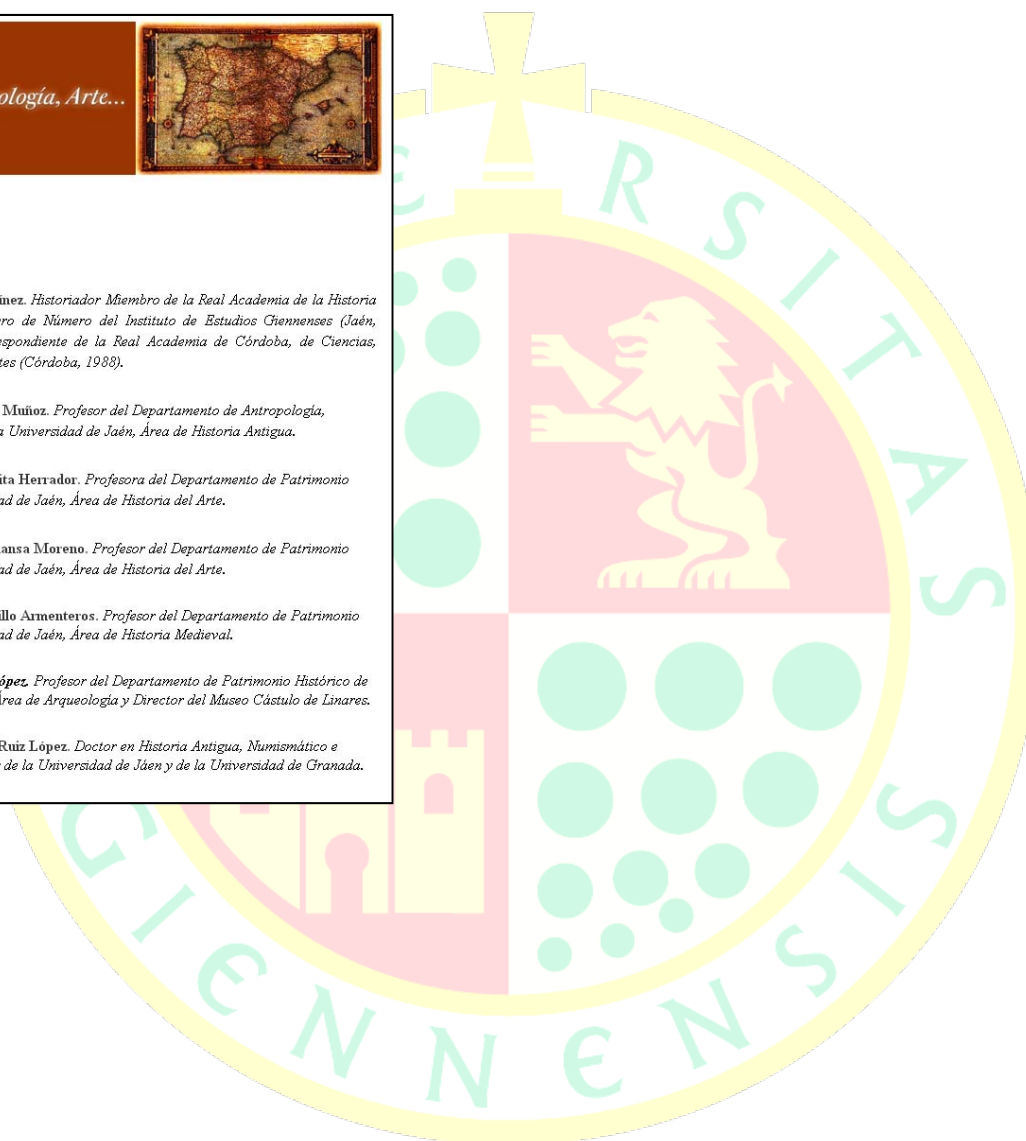 ología, Arte...
ínez. Historiador Miembro de la Real Academia de la Historia
ro de Número del Instituto de Estudios Giennenses (Jaén,
espondiente de la Real Academia de Córdoba, de Ciencias,
tes (Córdoba, 1988).
Muñoz. Profesor del Departamento de Antropología,
a Universidad de Jaén, Área de Historia Antigua.
ita Herrador. Profesora del Departamento de Patrimonio
ad de Jaén, Área de Historia del Arte.
ansa Moreno. Profesor del Departamento de Patrimonio
ad de Jaén, Área de Historia del Arte.
llo Armenteros. Profesor del Departamento de Patrimonio
ad de Jaén, Área de Historia Medieval.
ópez. Profesor del Departamento de Patrimonio Histórico de
Área de Arqueología y Director del Museo Cástulo de Linares.
Ruiz López. Doctor en Historia Antigua, Numismático e
de la Universidad de Jáen y de la Universidad de Granada.
ERSITAS
GIENNENSIS